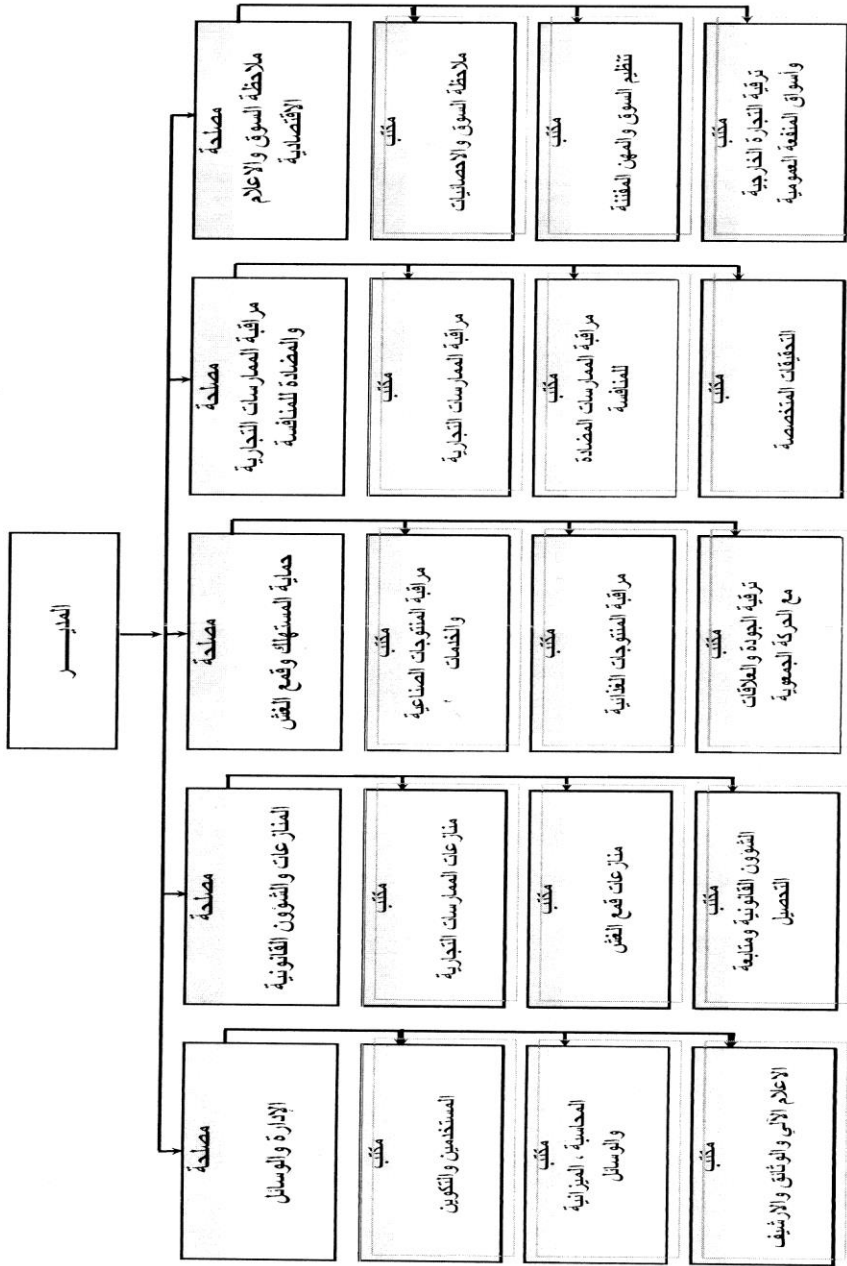 المديـــــر
مصلحة
ملاحظة السوق والاعلام
الاقتصادية
مكتب
ملاحظة السوق والاحصائيات
مكتب
تنظيم السوق والمهن المقننة
مكتب
ترقية التجارة الخارجية
وأسواق المنفعة العمومية
مصلحة
مراقبة الممارسات التجارية
والمضادة للمنافسة
مكتب
مراقبة الممارسات التجارية
مكتب
مراقبة الممارسات المضادة
للمنافسة
مكتب
التحقيقات المتخصصة
مصلحة
حماية المستهلك وقمع الغش
مكتب
مراقبة المنتوجات الصناعية
والخدمات
مكتب
مراقبة المنتوجات الغذائية
مكتب
ترقية الجودة والعلاقات
مع الحركة الجمعوية
مصلحة
المنازعات والشؤون القانونية
مكتب
منازعات الممارسات التجارية
مكتب
منازعات قمع الغش
مكتب
الشؤون القانونية ومتابعة
التحصيل
مصلحة
الإدارة والوسائل
مكتب
المستخدمين والتكوين
مكتب
المحاسبة ، الميزانية
والوسائل
مكتب
الاعلام الآلي والوثائق والارشيف